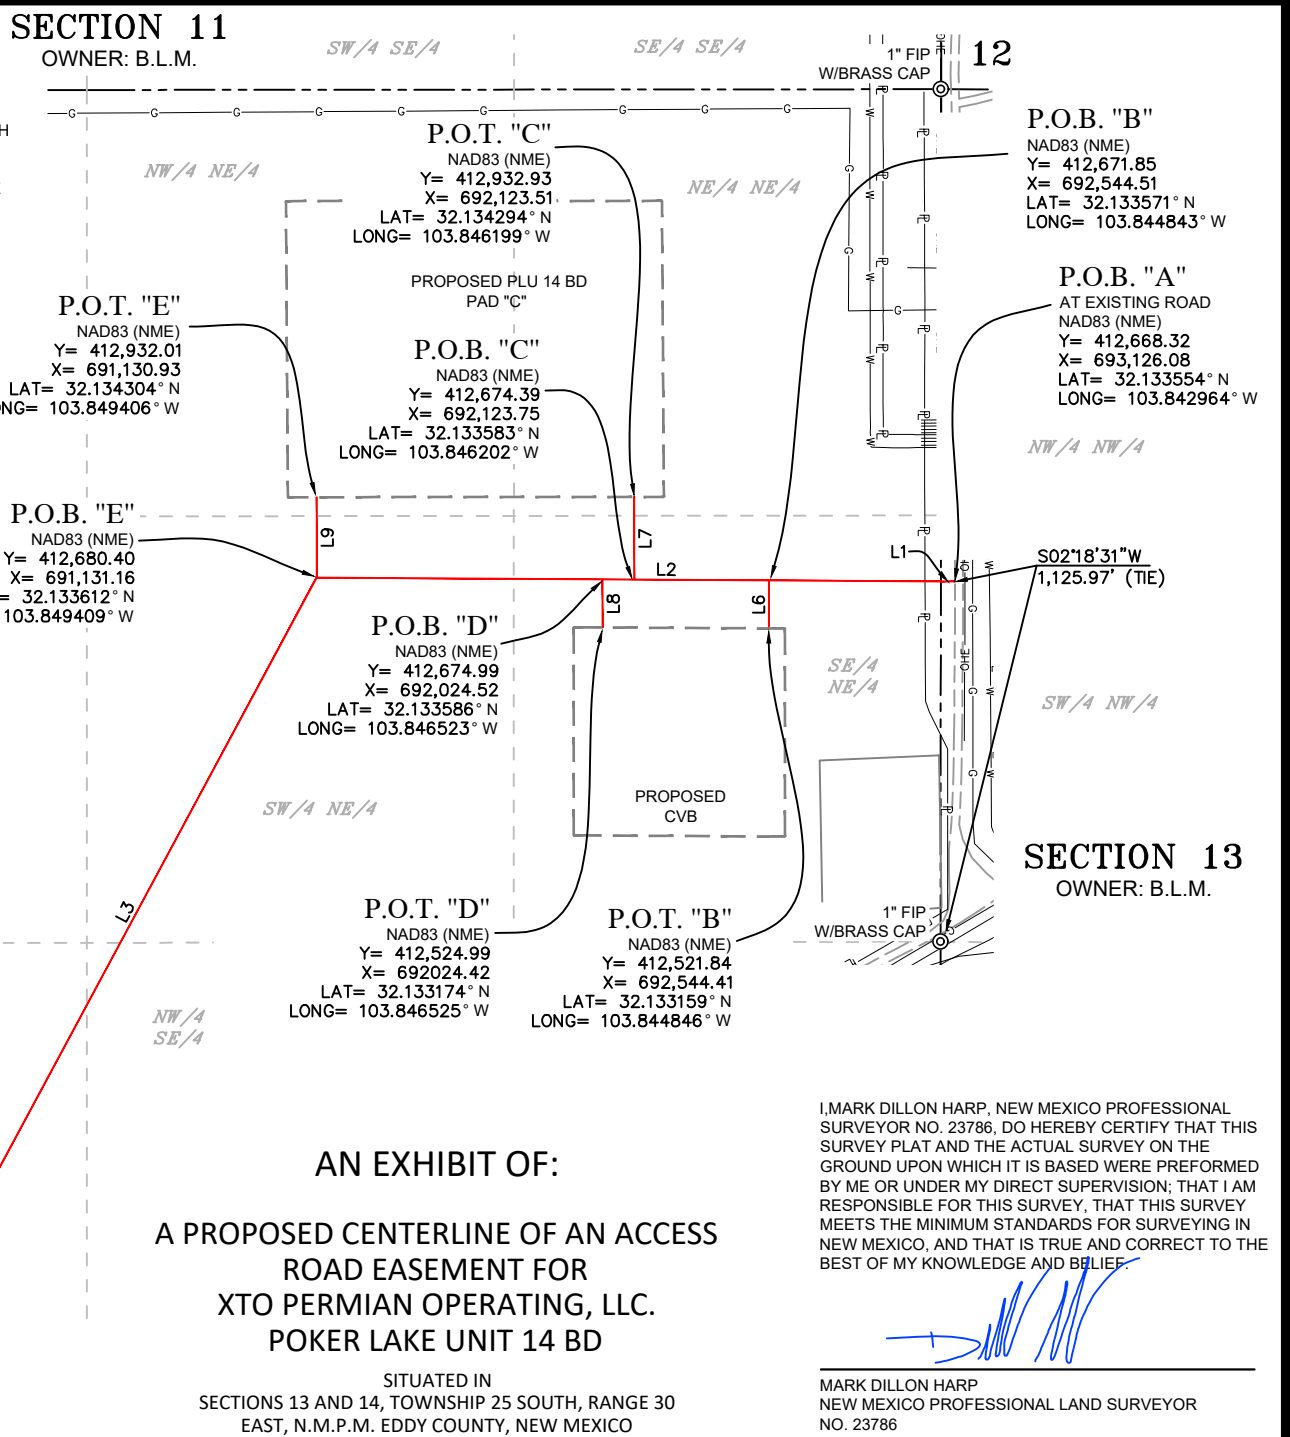 SECTION 11
OWNER: B.L.M.
SW/4 SE/4
SE/4 SE/4
1" FIP
W/BRASS CAP
12
OHE
H
NW/4 NE/4
NE/4 NE/4
P.O.T. "C"
NAD83 (NME)
Y= 412,932.93
X= 692,123.51
LAT= 32.134294° N
LONG= 103.846199° W
P.O.B. "B"
NAD83 (NME)
Y= 412,671.85
X= 692,544.51
LAT= 32.133571° N
LONG= 103.844843° W
PROPOSED PLU 14 BD
PAD "C"
P.O.B. "A"
AT EXISTING ROAD
NAD83 (NME)
Y= 412,668.32
X= 693,126.08
LAT= 32.133554° N
LONG= 103.842964° W
P.O.T. "E"
NAD83 (NME)
Y= 412,932.01
X= 691,130.93
LAT= 32.134304° N
NG= 103.849406° W
P.O.B. "C"
NAD83 (NME)
Y= 412,674.39
X= 692,123.75
LAT= 32.133583° N
LONG= 103.846202° W
NW/4 NW/4
P.O.B. "E"
NAD83 (NME)
Y= 412,680.40
X= 691,131.16
= 32.133612° N
103.849409° W
L9
L7
L2
L1
L8
L6
S02°18'31"W
1,125.97' (TIE)
P.O.B. "D"
NAD83 (NME)
Y= 412,674.99
X= 692,024.52
LAT= 32.133586° N
LONG= 103.846523° W
SE/4
NE/4
OHE
SW/4 NW/4
SW/4 NE/4
PROPOSED
CVB
L3
SECTION 13
OWNER: B.L.M.
P.O.T. "D"
NAD83 (NME)
Y= 412,524.99
X= 692024.42
LAT= 32.133174° N
LONG= 103.846525° W
P.O.T. "B"
NAD83 (NME)
Y= 412,521.84
X= 692,544.41
LAT= 32.133159° N
LONG= 103.844846° W
1" FIP
W/BRASS CAP
NW/4
SE/4
AN EXHIBIT OF:
A PROPOSED CENTERLINE OF AN ACCESS
ROAD EASEMENT FOR
XTO PERMIAN OPERATING, LLC.
POKER LAKE UNIT 14 BD
SITUATED IN
SECTIONS 13 AND 14, TOWNSHIP 25 SOUTH, RANGE 30
EAST, N.M.P.M. EDDY COUNTY, NEW MEXICO
I,MARK DILLON HARP, NEW MEXICO PROFESSIONAL
SURVEYOR NO. 23786, DO HEREBY CERTIFY THAT THIS
SURVEY PLAT AND THE ACTUAL SURVEY ON THE
GROUND UPON WHICH IT IS BASED WERE PREFORMED
BY ME OR UNDER MY DIRECT SUPERVISION; THAT I AM
RESPONSIBLE FOR THIS SURVEY, THAT THIS SURVEY
MEETS THE MINIMUM STANDARDS FOR SURVEYING IN
NEW MEXICO, AND THAT IS TRUE AND CORRECT TO THE
BEST OF MY KNOWLEDGE AND BELIEF.
MARK DILLON HARP
NEW MEXICO PROFESSIONAL LAND SURVEYOR
NO. 23786